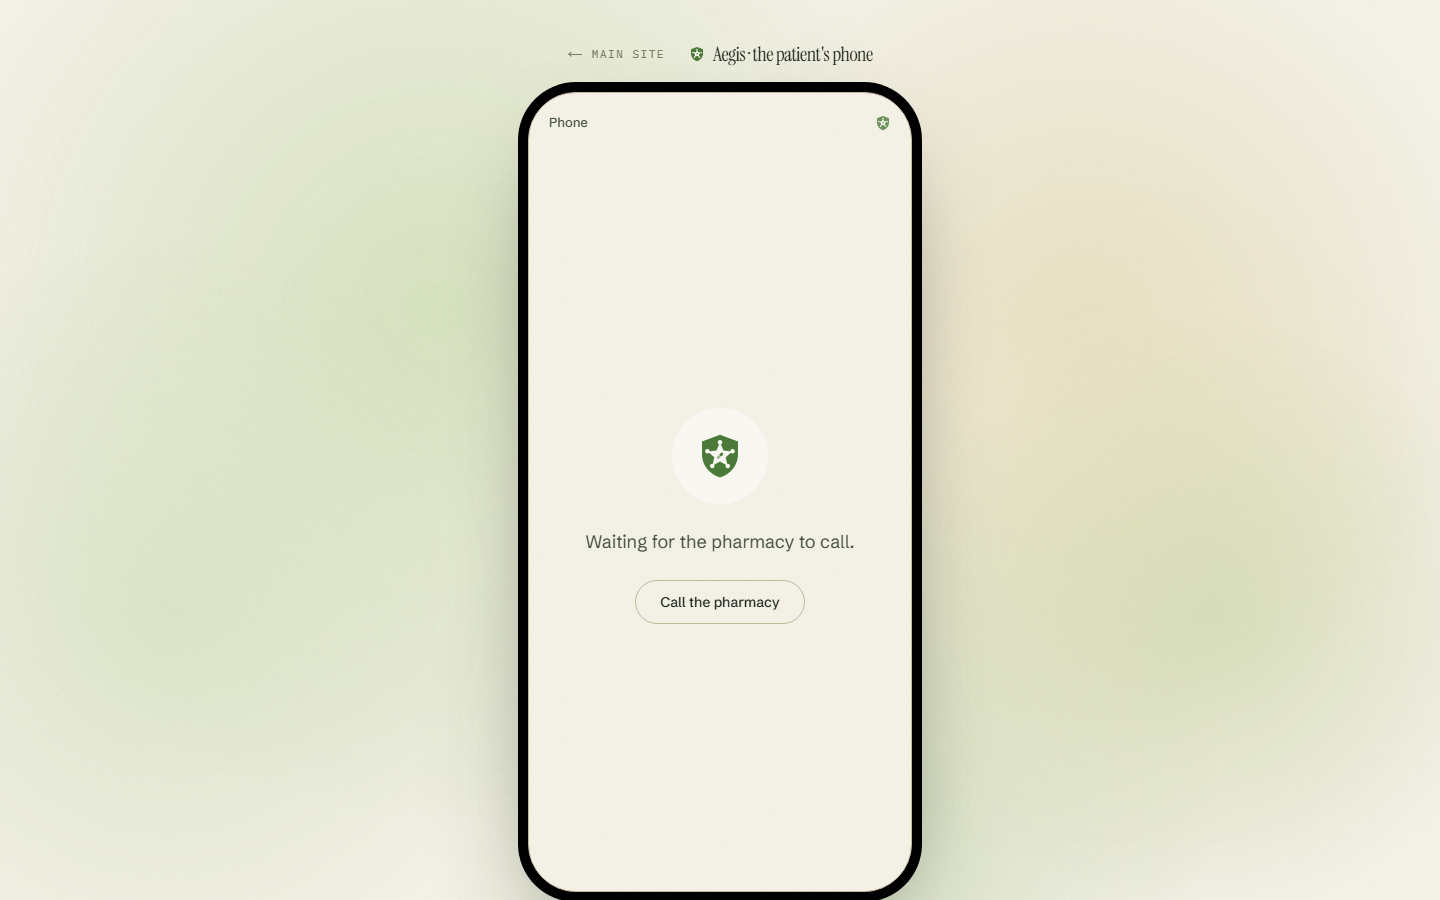 ← MAIN SITE
Aegis · the patient's phone
Phone
Waiting for the pharmacy to call.
Call the pharmacy